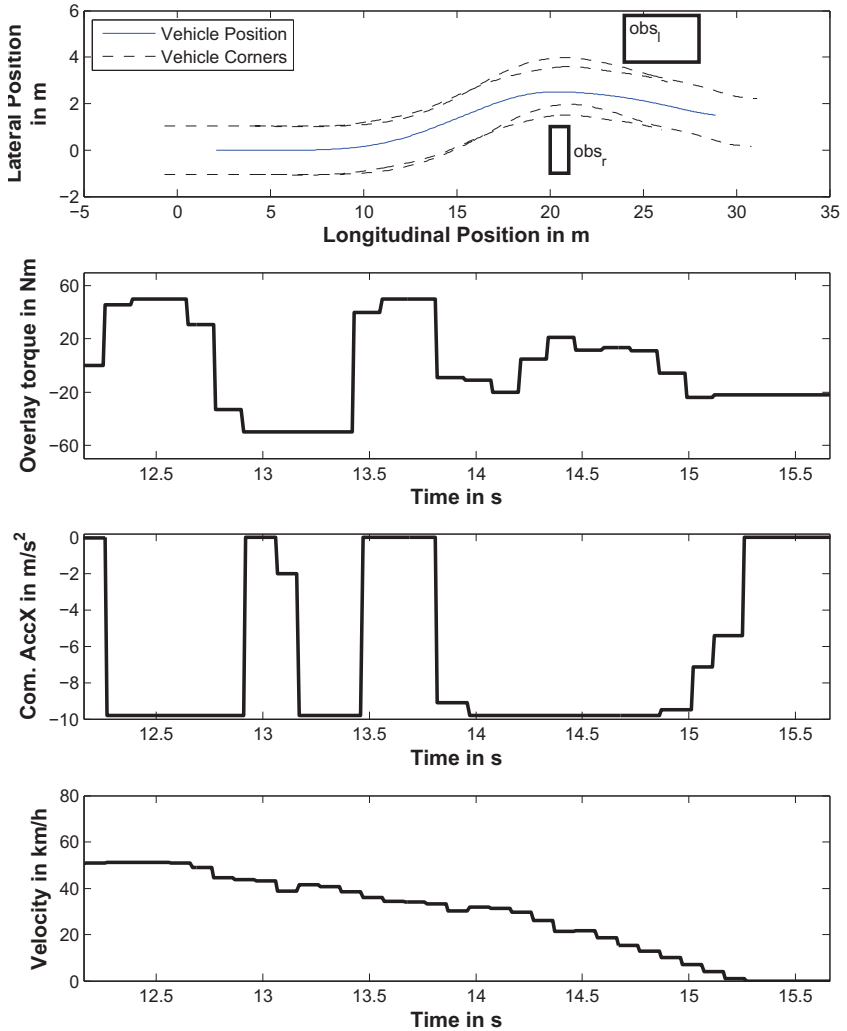 6
4
2
0
−2
Lateral Position
in m
Vehicle Position
Vehicle Corners
obs_l
obs_r
−5 0 5 10 15 20 25 30 35
Longitudinal Position in m
60
20
−20
−60
Overlay torque in Nm
12.5 13 13.5 14 14.5 15 15.5
Time in s
0
−2
−4
−6
−8
−10
Com. AccX in m/s²
12.5 13 13.5 14 14.5 15 15.5
Time in s
80
60
40
20
0
Velocity in km/h
12.5 13 13.5 14 14.5 15 15.5
Time in s